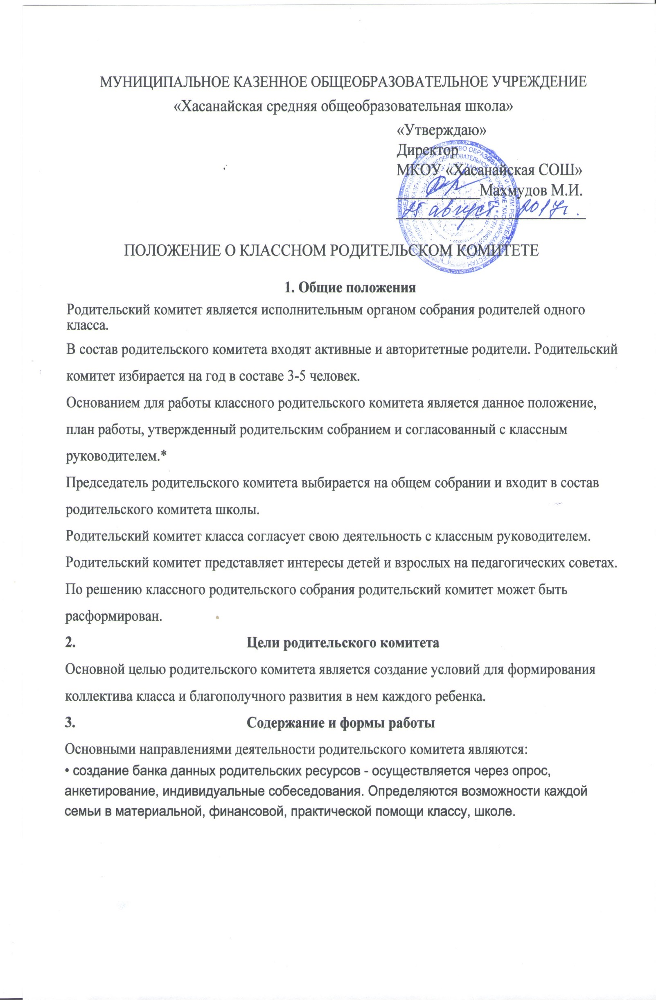 МУНИЦИПАЛЬНОЕ КАЗЕННОЕ ОБЩЕОБРАЗОВАТЕЛЬНОЕ УЧРЕЖДЕНИЕ
«Хасанайская средняя общеобразовательная школа»
«Утверждаю»
Директор
МКОУ «Хасанайская СОШ»
Махмудов М.И.
25 август 2017г.
ПОЛОЖЕНИЕ О КЛАССНОМ РОДИТЕЛЬСКОМ КОМИТЕТЕ
1. Общие положения
Родительский комитет является исполнительным органом собрания родителей одного
класса.
В состав родительского комитета входят активные и авторитетные родители. Родительский
комитет избирается на год в составе 3-5 человек.
Основанием для работы классного родительского комитета является данное положение,
план работы, утвержденный родительским собранием и согласованный с классным
руководителем.*
Председатель родительского комитета выбирается на общем собрании и входит в состав
родительского комитета школы.
Родительский комитет класса согласует свою деятельность с классным руководителем.
Родительский комитет представляет интересы детей и взрослых на педагогических советах.
По решению классного родительского собрания родительский комитет может быть
расформирован.
2. Цели родительского комитета
Основной целью родительского комитета является создание условий для формирования
коллектива класса и благополучного развития в нем каждого ребенка.
3. Содержание и формы работы
Основными направлениями деятельности родительского комитета являются:
• создание банка данных родительских ресурсов - осуществляется через опрос,
анкетирование, индивидуальные собеседования. Определяются возможности каждой
семьи в материальной, финансовой, практической помощи классу, школе.